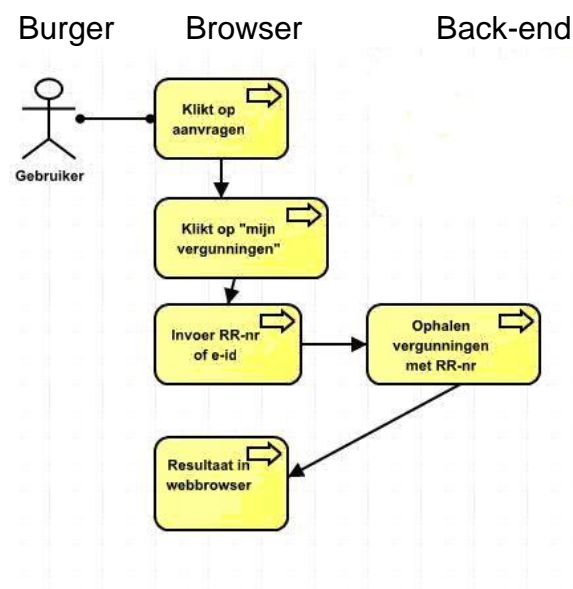 Burger Browser Back-end
Klikt op
aanvragen
Gebruiker
Klikt op "mijn
vergunningen"
Invoer RR-nr
of e-id
Ophalen
vergunningen
met RR-nr
Resultaat in
webbrowser